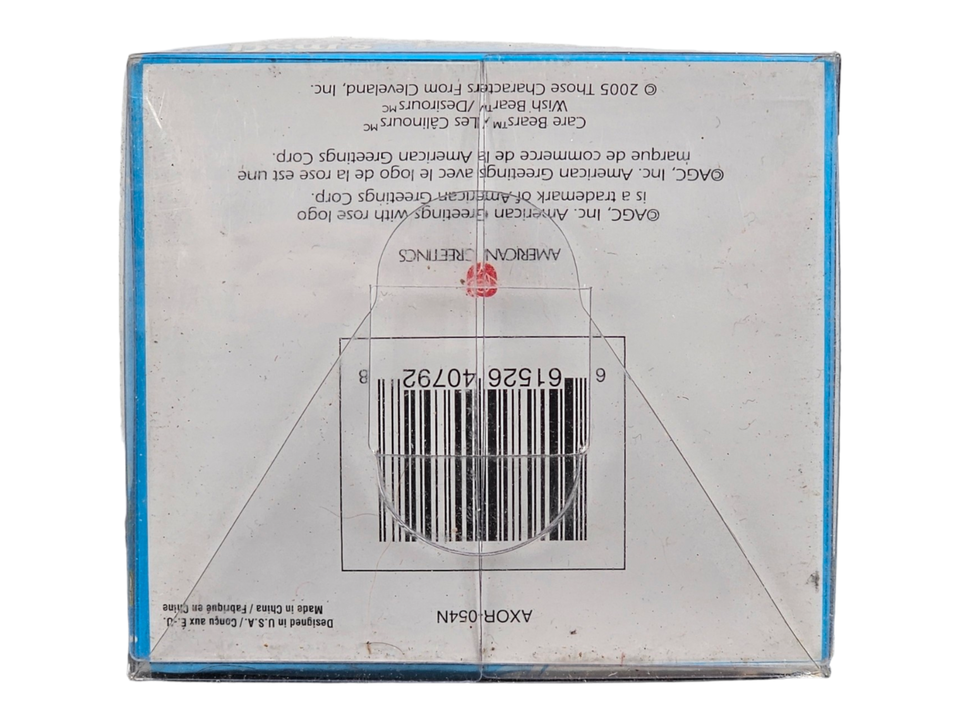 Designed in U.S.A. / Conçu aux É.-U.
Made in China / Fabriqué en Chine
AXOR-054N
6 61526 40792 8
AMERICAN GREETINGS
©AGC, Inc. American Greetings with rose logo
is a trademark of American Greetings Corp.
©AGC, Inc. American Greetings avec le logo de la rose est une
marque de commerce de la American Greetings Corp.
Care Bears™ / Les Câlinours MC
Wish Bear™ / Desirours MC
© 2005 Those Characters From Cleveland, Inc.